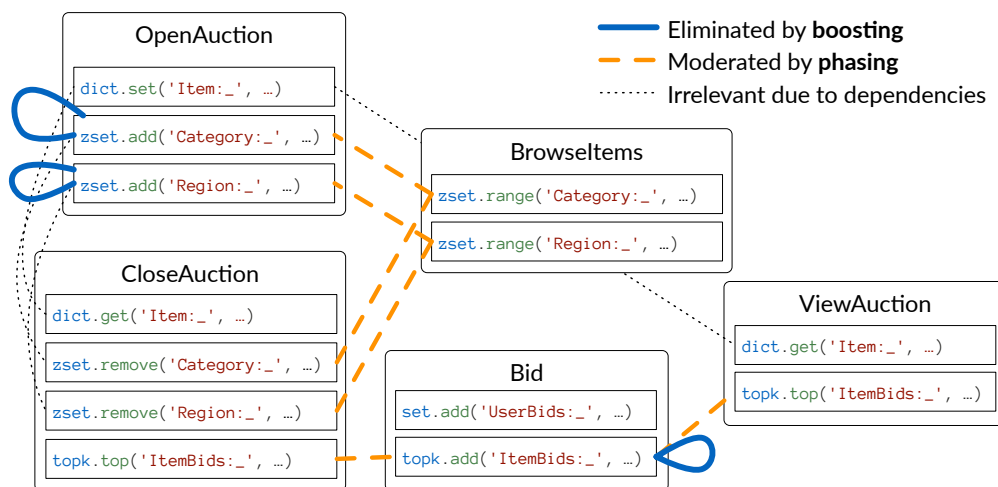 OpenAuction
dict.set('Item:_', …)
zset.add('Category:_', …)
zset.add('Region:_', …)
Eliminated by boosting
Moderated by phasing
Irrelevant due to dependencies
BrowseItems
zset.range('Category:_', …)
zset.range('Region:_', …)
CloseAuction
dict.get('Item:_', …)
zset.remove('Category:_', …)
zset.remove('Region:_', …)
topk.top('ItemBids:_', …)
Bid
set.add('UserBids:_', …)
topk.add('ItemBids:_', …)
ViewAuction
dict.get('Item:_', …)
topk.top('ItemBids:_', …)